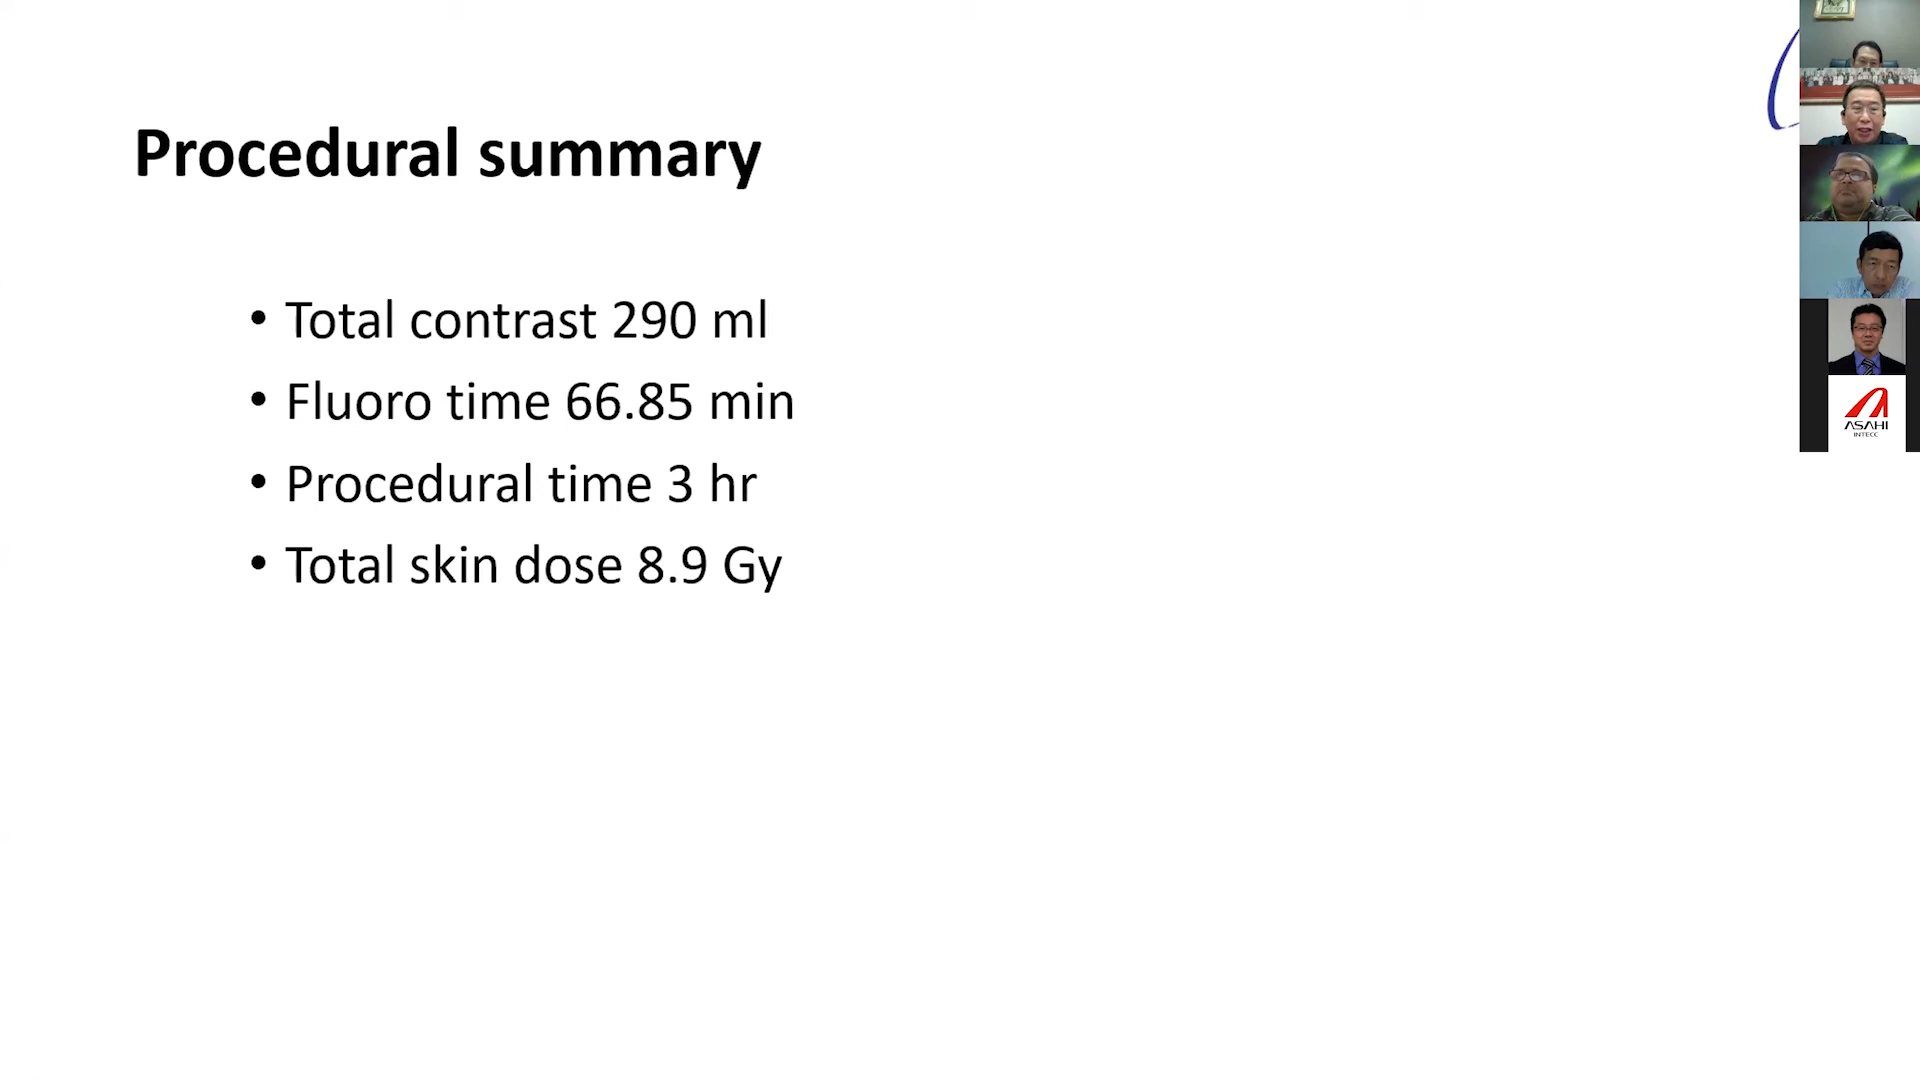 Procedural summary
• Total contrast 290 ml
• Fluoro time 66.85 min
• Procedural time 3 hr
• Total skin dose 8.9 Gy
ASAHI
INTECC